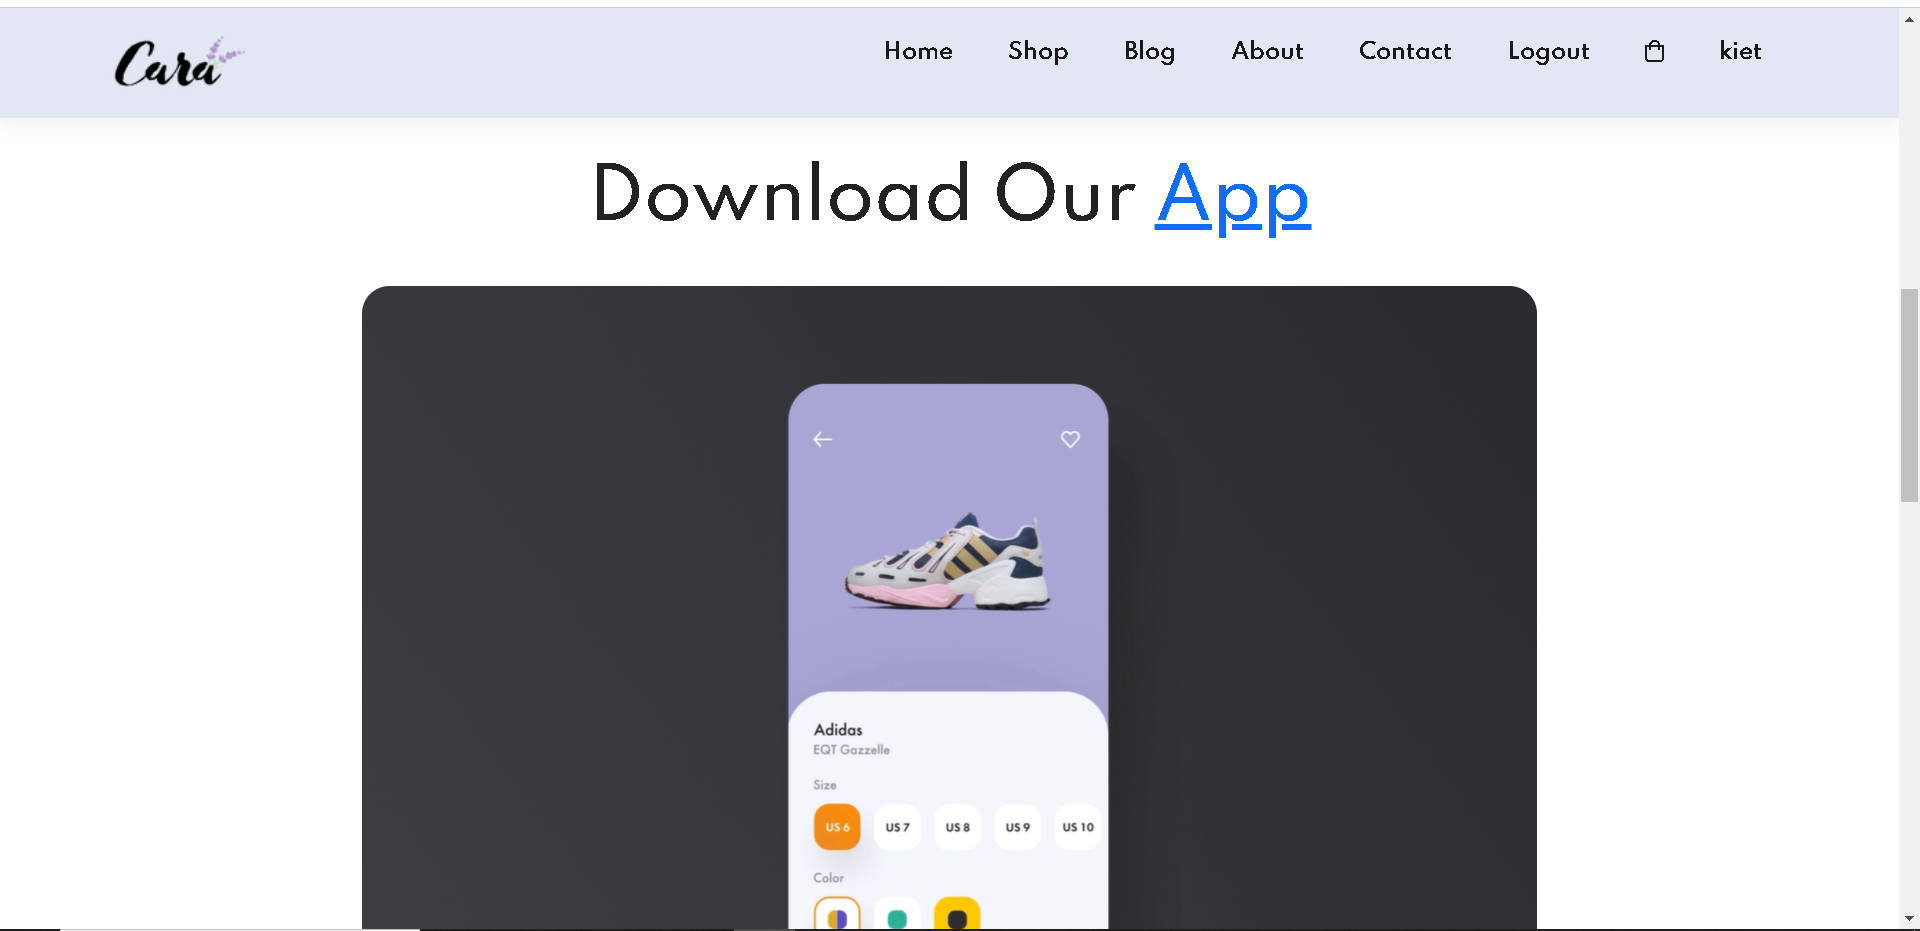 Cara
Home Shop Blog About Contact Logout kiet
Download Our App
Adidas
EQT Gazzelle
Size
US 6 US 7 US 8 US 9 US 10
Color